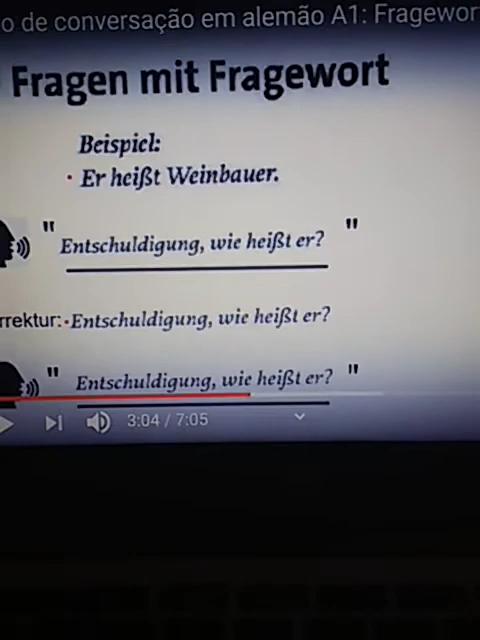 o de conversação em alemão A1: Fragewor
Fragen mit Fragewort
Beispiel:
· Er heißt Weinbauer.
" Entschuldigung, wie heißt er? "
rrektur: · Entschuldigung, wie heißt er?
" Entschuldigung, wie heißt er? "
3:04 / 7:05